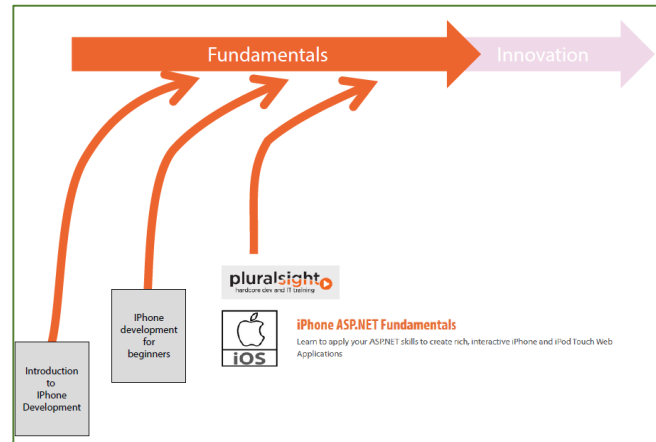 Fundamentals
Innovation
pluralsight
hardcore dev and IT training
iPhone ASP.NET Fundamentals
Learn to apply your ASP.NET skills to create rich, interactive iPhone and iPod Touch Web
Applications
iOS
IPhone
development
for
beginners
Introduction
to
IPhone
Development